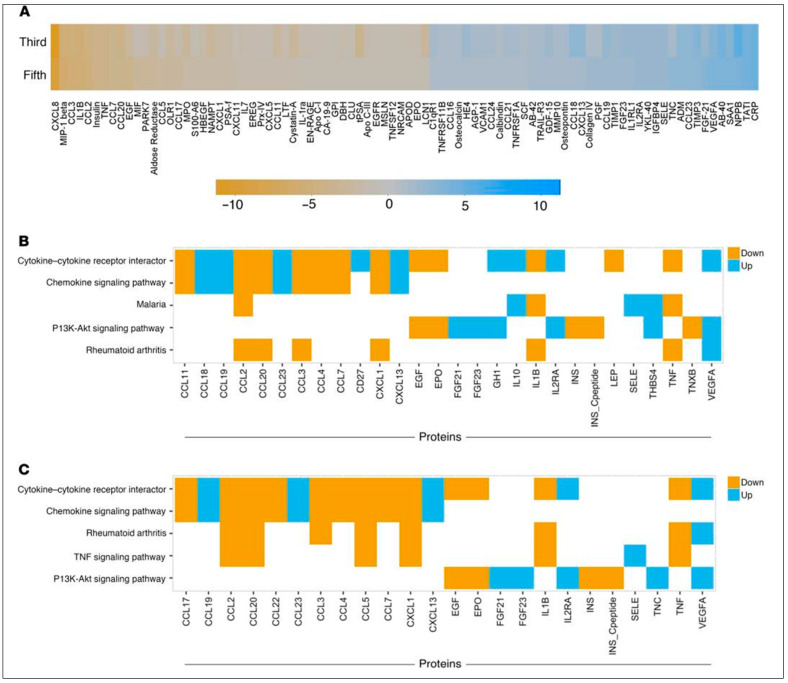 A
Third
Fifth
CXCL8
MIP-1 beta
CCL3
IL1B
CCL2
Insulin
TNF
CCL7
CCL20
EGF
MIF
PARK7
Aldose Reductase
CCL5
OLR1
CCL17
MPO
S100-A6
HBEGF
NAMPT
CXCL1
PSA-f
CXCL11
IL7
EREG
Prx-IV
CXCL5
CCL11
LTF
Cystatin-A
IL-1ra
EN-RAGE
Apo C-I
CA-19-9
GPI
DBH
CLU
tPSA
Apo C-III
EGFR
MSLN
TNFSF12
NRCAM
APOD
EPO
LCN1
C1qR1
TNFRSF11B
CCL16
Osteocalcin
HE4
AGP-1
VCAM1
CCL24
Calbindin
CCL21
TNFRSF1A
SCF
AB-42
TRAIL-R3
GDF-15
MMP10
Osteopontin
CCL18
CXCL13
Collagen IV
PGF
CCL19
TIMP1
FGF23
IL1RL1
IL2RA
YKL-40
IGFBP4
SELE
TNC
ADM
CCL23
TIMP3
FGF-21
VEGFA
AB-40
SAA1
NPPB
TATI
CRP
−10
−5
0
5
10
B
Cytokine–cytokine receptor interactor
Chemokine signaling pathway
Malaria
P13K-Akt signaling pathway
Rheumatoid arthritis
Down
Up
CCL11
CCL18
CCL19
CCL2
CCL20
CCL23
CCL3
CCL4
CCL7
CD27
CXCL1
CXCL13
EGF
EPO
FGF21
FGF23
GH1
IL10
IL1B
IL2RA
INS
INS_Cpeptide
LEP
SELE
THBS4
TNF
TNXB
VEGFA
Proteins
C
Cytokine–cytokine receptor interactor
Chemokine signaling pathway
Rheumatoid arthritis
TNF signaling pathway
P13K-Akt signaling pathway
Down
Up
CCL17
CCL19
CCL2
CCL20
CCL22
CCL23
CCL3
CCL4
CCL5
CCL7
CXCL1
CXCL13
EGF
EPO
FGF21
FGF23
IL1B
IL2RA
INS
INS_Cpeptide
SELE
TNC
TNF
VEGFA
Proteins